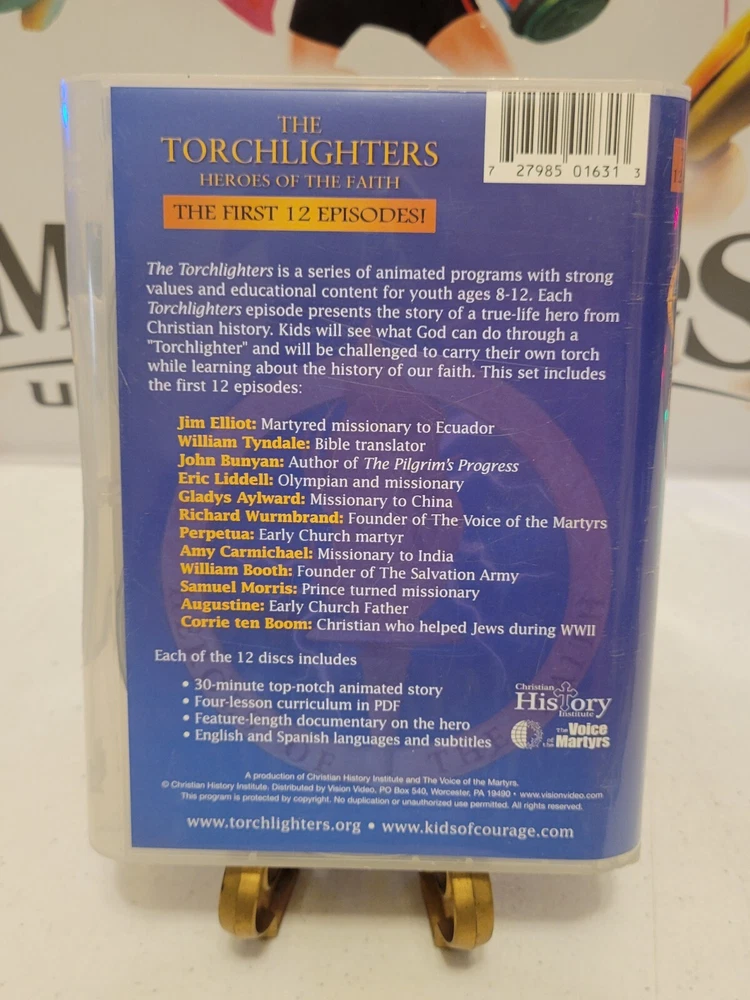 THE
TORCHLIGHTERS
HEROES OF THE FAITH
THE FIRST 12 EPISODES!
7 27985 01631 3
The Torchlighters is a series of animated programs with strong
values and educational content for youth ages 8-12. Each
Torchlighters episode presents the story of a true-life hero from
Christian history. Kids will see what God can do through a
"Torchlighter" and will be challenged to carry their own torch
while learning about the history of our faith. This set includes
the first 12 episodes:
Jim Elliot: Martyred missionary to Ecuador
William Tyndale: Bible translator
John Bunyan: Author of The Pilgrim's Progress
Eric Liddell: Olympian and missionary
Gladys Aylward: Missionary to China
Richard Wurmbrand: Founder of The Voice of the Martyrs
Perpetua: Early Church martyr
Amy Carmichael: Missionary to India
William Booth: Founder of The Salvation Army
Samuel Morris: Prince turned missionary
Augustine: Early Church Father
Corrie ten Boom: Christian who helped Jews during WWII
Each of the 12 discs includes
• 30-minute top-notch animated story
• Four-lesson curriculum in PDF
• Feature-length documentary on the hero
• English and Spanish languages and subtitles
Christian
History
Institute
The Voice
of the Martyrs
A production of Christian History Institute and The Voice of the Martyrs.
© Christian History Institute. Distributed by Vision Video, PO Box 540, Worcester, PA 19490 • www.visionvideo.com
This program is protected by copyright. No duplication or unauthorized use permitted. All rights reserved.
www.torchlighters.org • www.kidsofcourage.com